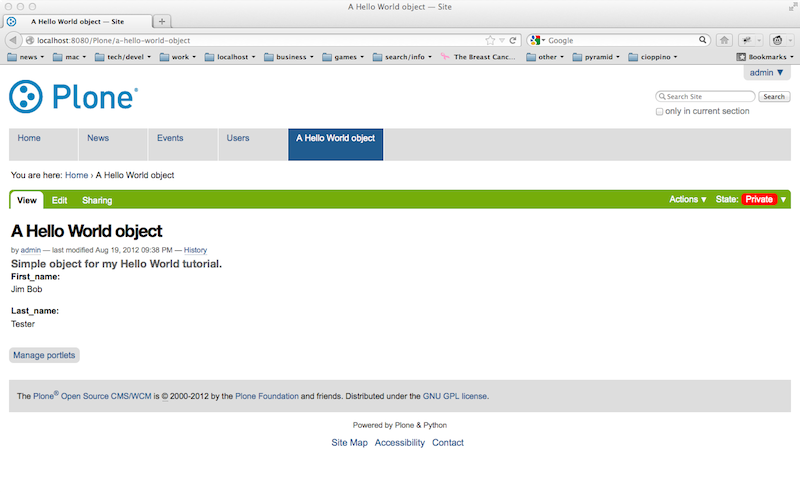 A Hello World object — Site
A Hello World object — Site
localhost:8080/Plone/a-hello-world-object
Google
news mac tech/devel work localhost business games search/info The Breast Canc... other pyramid cioppino Bookmarks
admin ▼
Plone®
Search Site Search
only in current section
Home News Events Users A Hello World object
You are here: Home › A Hello World object
View Edit Sharing Actions ▼ State: Private ▼
A Hello World object
by admin — last modified Aug 19, 2012 09:38 PM — History
Simple object for my Hello World tutorial.
First_name:
Jim Bob
Last_name:
Tester
Manage portlets
The Plone® Open Source CMS/WCM is © 2000-2012 by the Plone Foundation and friends. Distributed under the GNU GPL license.
Powered by Plone & Python
Site Map Accessibility Contact